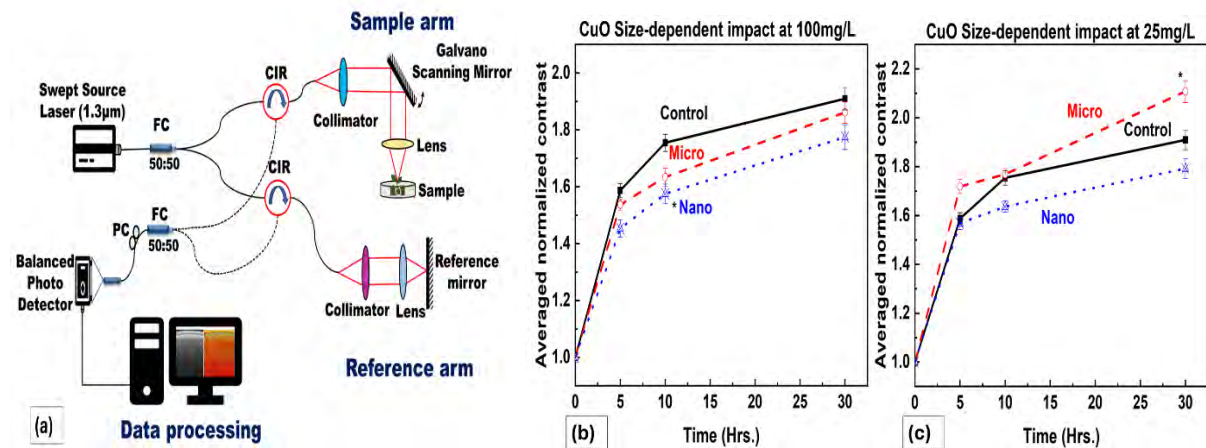 Sample arm
Galvano
Scanning Mirror
CIR
Swept Source
Laser (1.3μm)
FC
50:50
Collimator
Lens
CIR
Sample
FC
PC
50:50
Balanced
Photo
Detector
Reference
mirror
Collimator
Lens
Reference arm
(a)
Data processing
CuO Size-dependent impact at 100mg/L
Averaged normalized contrast
2.0
1.8
1.6
1.4
1.2
1.0
Control
Micro
*Nano
0
5
10
15
20
25
30
(b)
Time (Hrs.)
CuO Size-dependent impact at 25mg/L
Averaged normalized contrast
2.2
2.0
1.8
1.6
1.4
1.2
1.0
*
Micro
Control
Nano
0
5
10
15
20
25
30
(c)
Time (Hrs.)